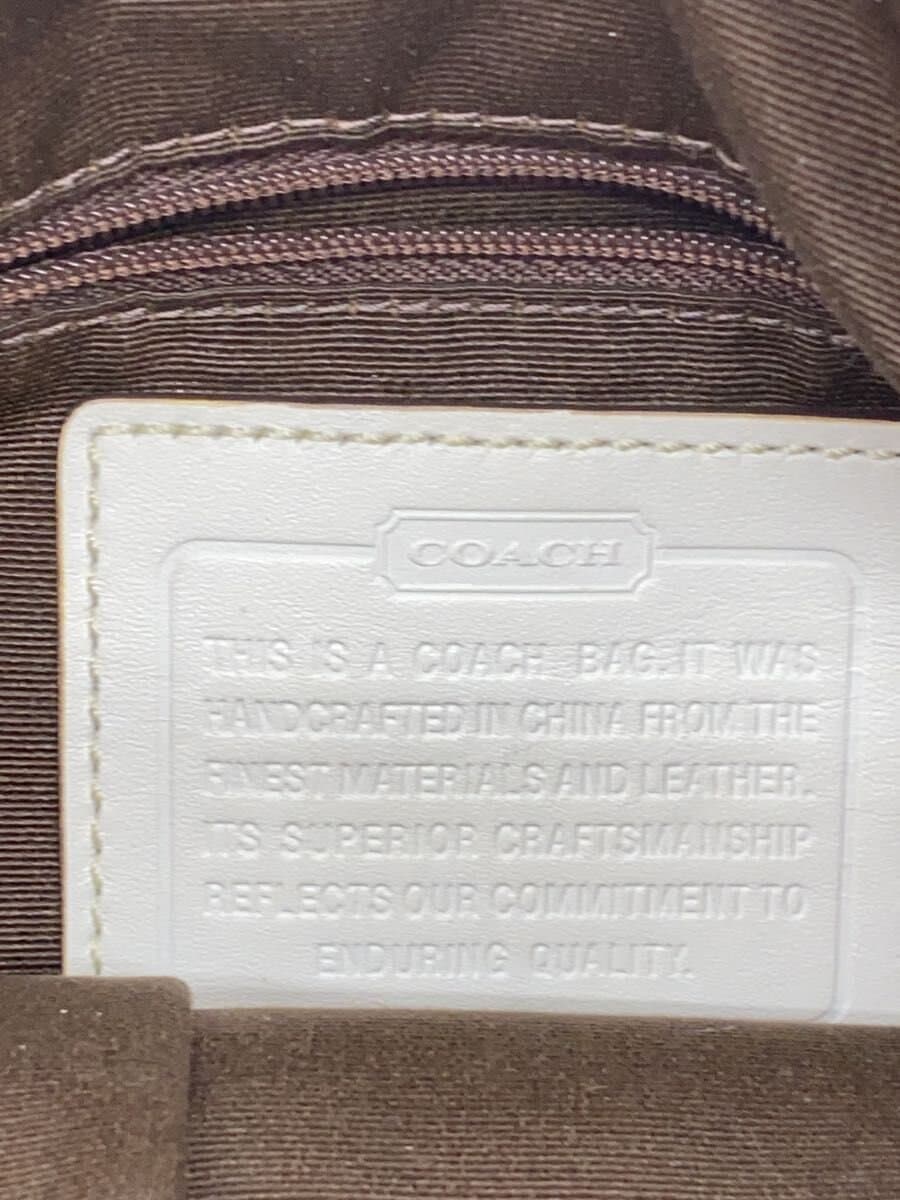 COACH
THIS IS A COACH BAG. IT WAS
HANDCRAFTED IN CHINA FROM THE
FINEST MATERIALS AND LEATHER.
ITS SUPERIOR CRAFTSMANSHIP
REFLECTS OUR COMMITMENT TO
ENDURING QUALITY.